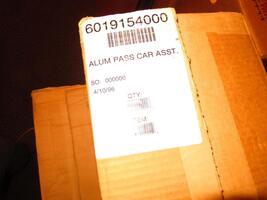 6019154000
ALUM PASS CAR ASST.
SO: 000000
4/10/96
QTY:
ITEM: